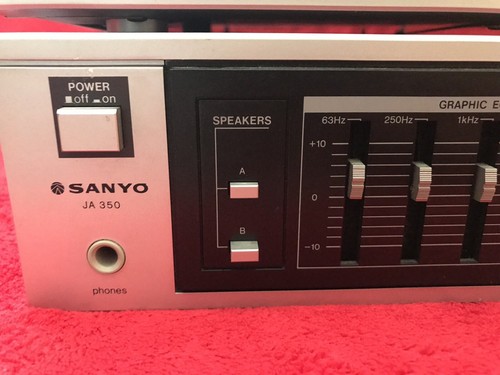 POWER
off on
SANYO
JA 350
phones
SPEAKERS
A
B
GRAPHIC E
63Hz 250Hz 1kHz
+10
0
-10